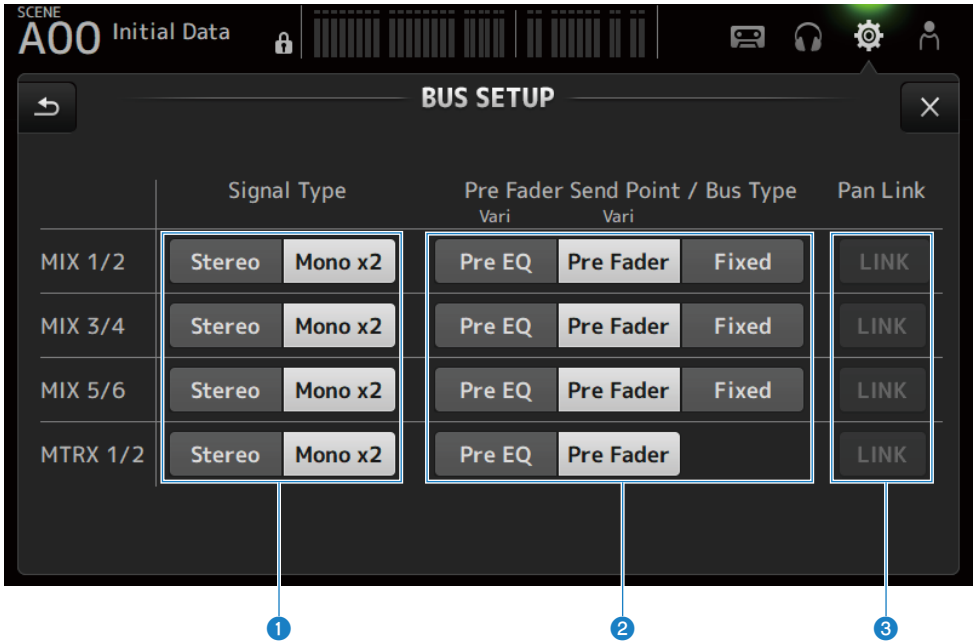 SCENE
A00 Initial Data
BUS SETUP
Signal Type Pre Fader Send Point / Bus Type Pan Link
Vari Vari
MIX 1/2 Stereo Mono x2 Pre EQ Pre Fader Fixed LINK
MIX 3/4 Stereo Mono x2 Pre EQ Pre Fader Fixed LINK
MIX 5/6 Stereo Mono x2 Pre EQ Pre Fader Fixed LINK
MTRX 1/2 Stereo Mono x2 Pre EQ Pre Fader LINK
1 2 3